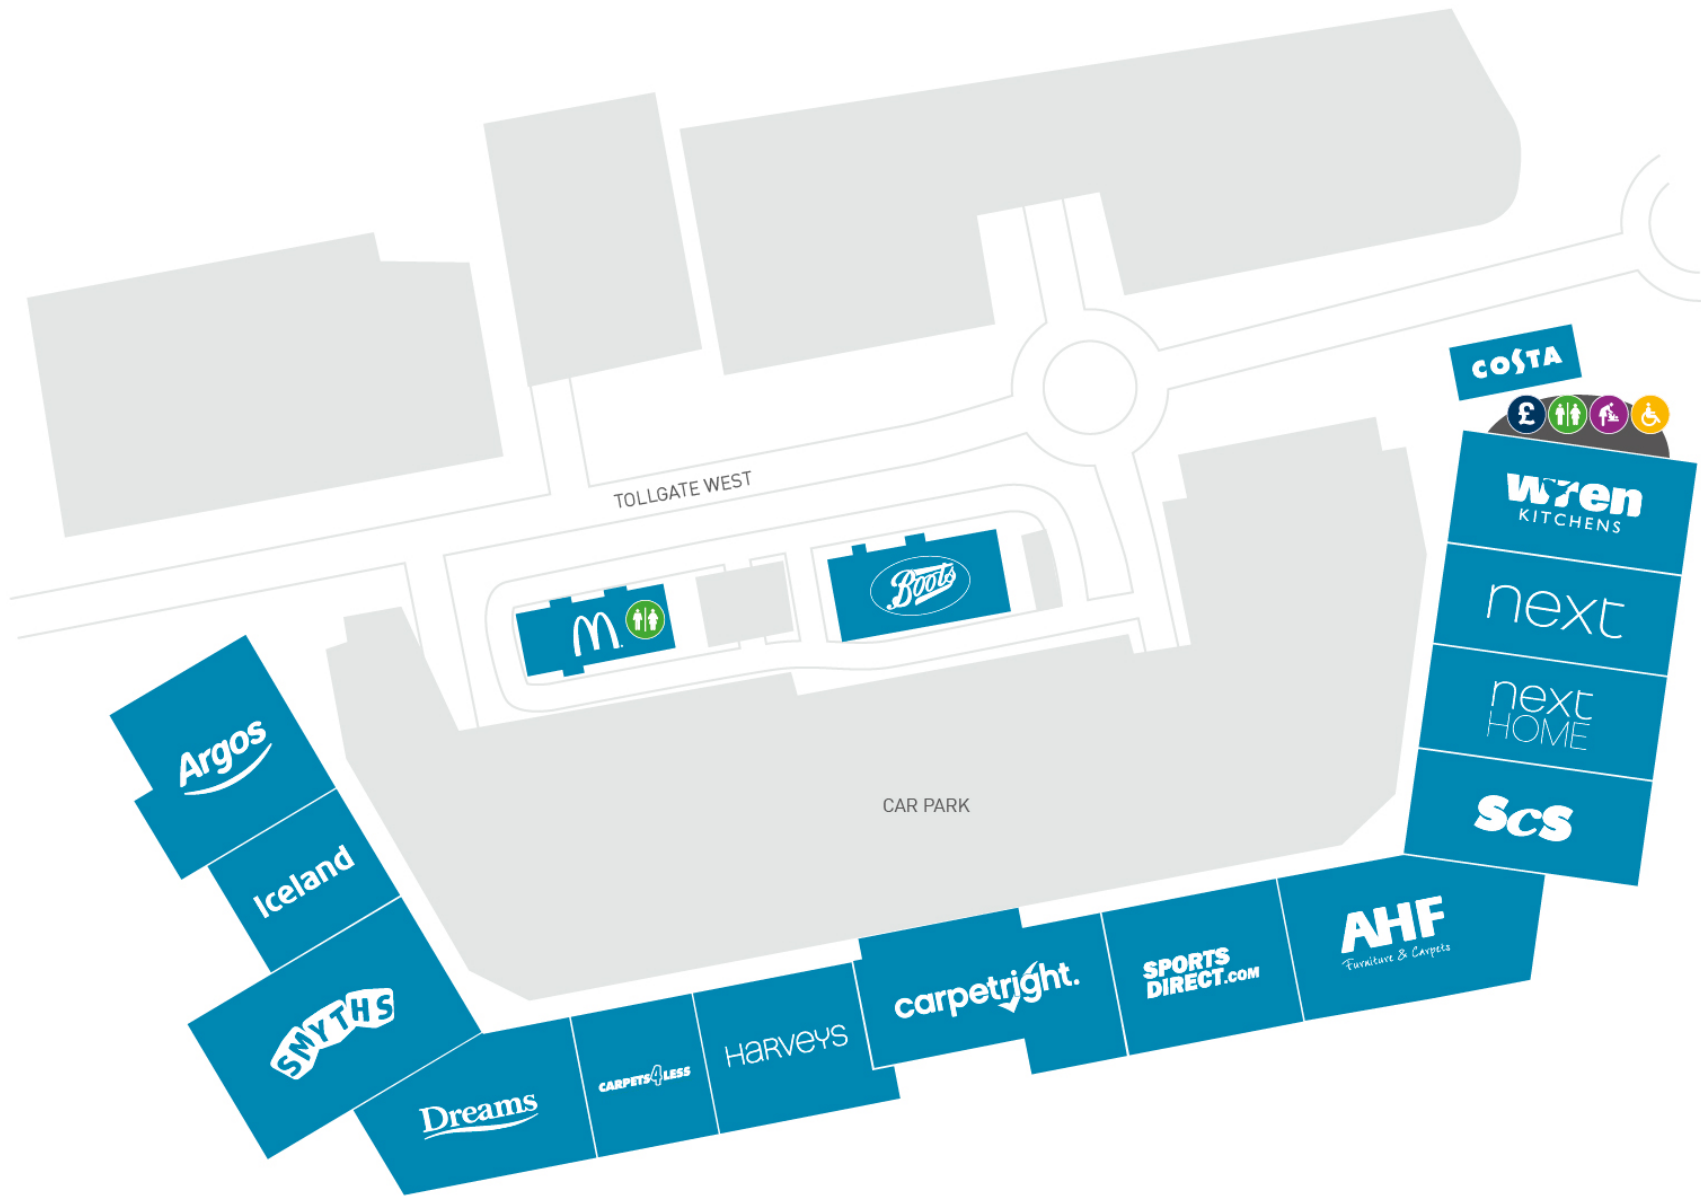 COSTA
£
wren
KITCHENS
next
next
HOME
ScS
TOLLGATE WEST
Boots
m
Argos
Iceland
SMYTHS
CAR PARK
AHF
Furniture & Carpets
SPORTS
DIRECT.COM
carpetright.
HARVEYS
CARPETS4LESS
Dreams